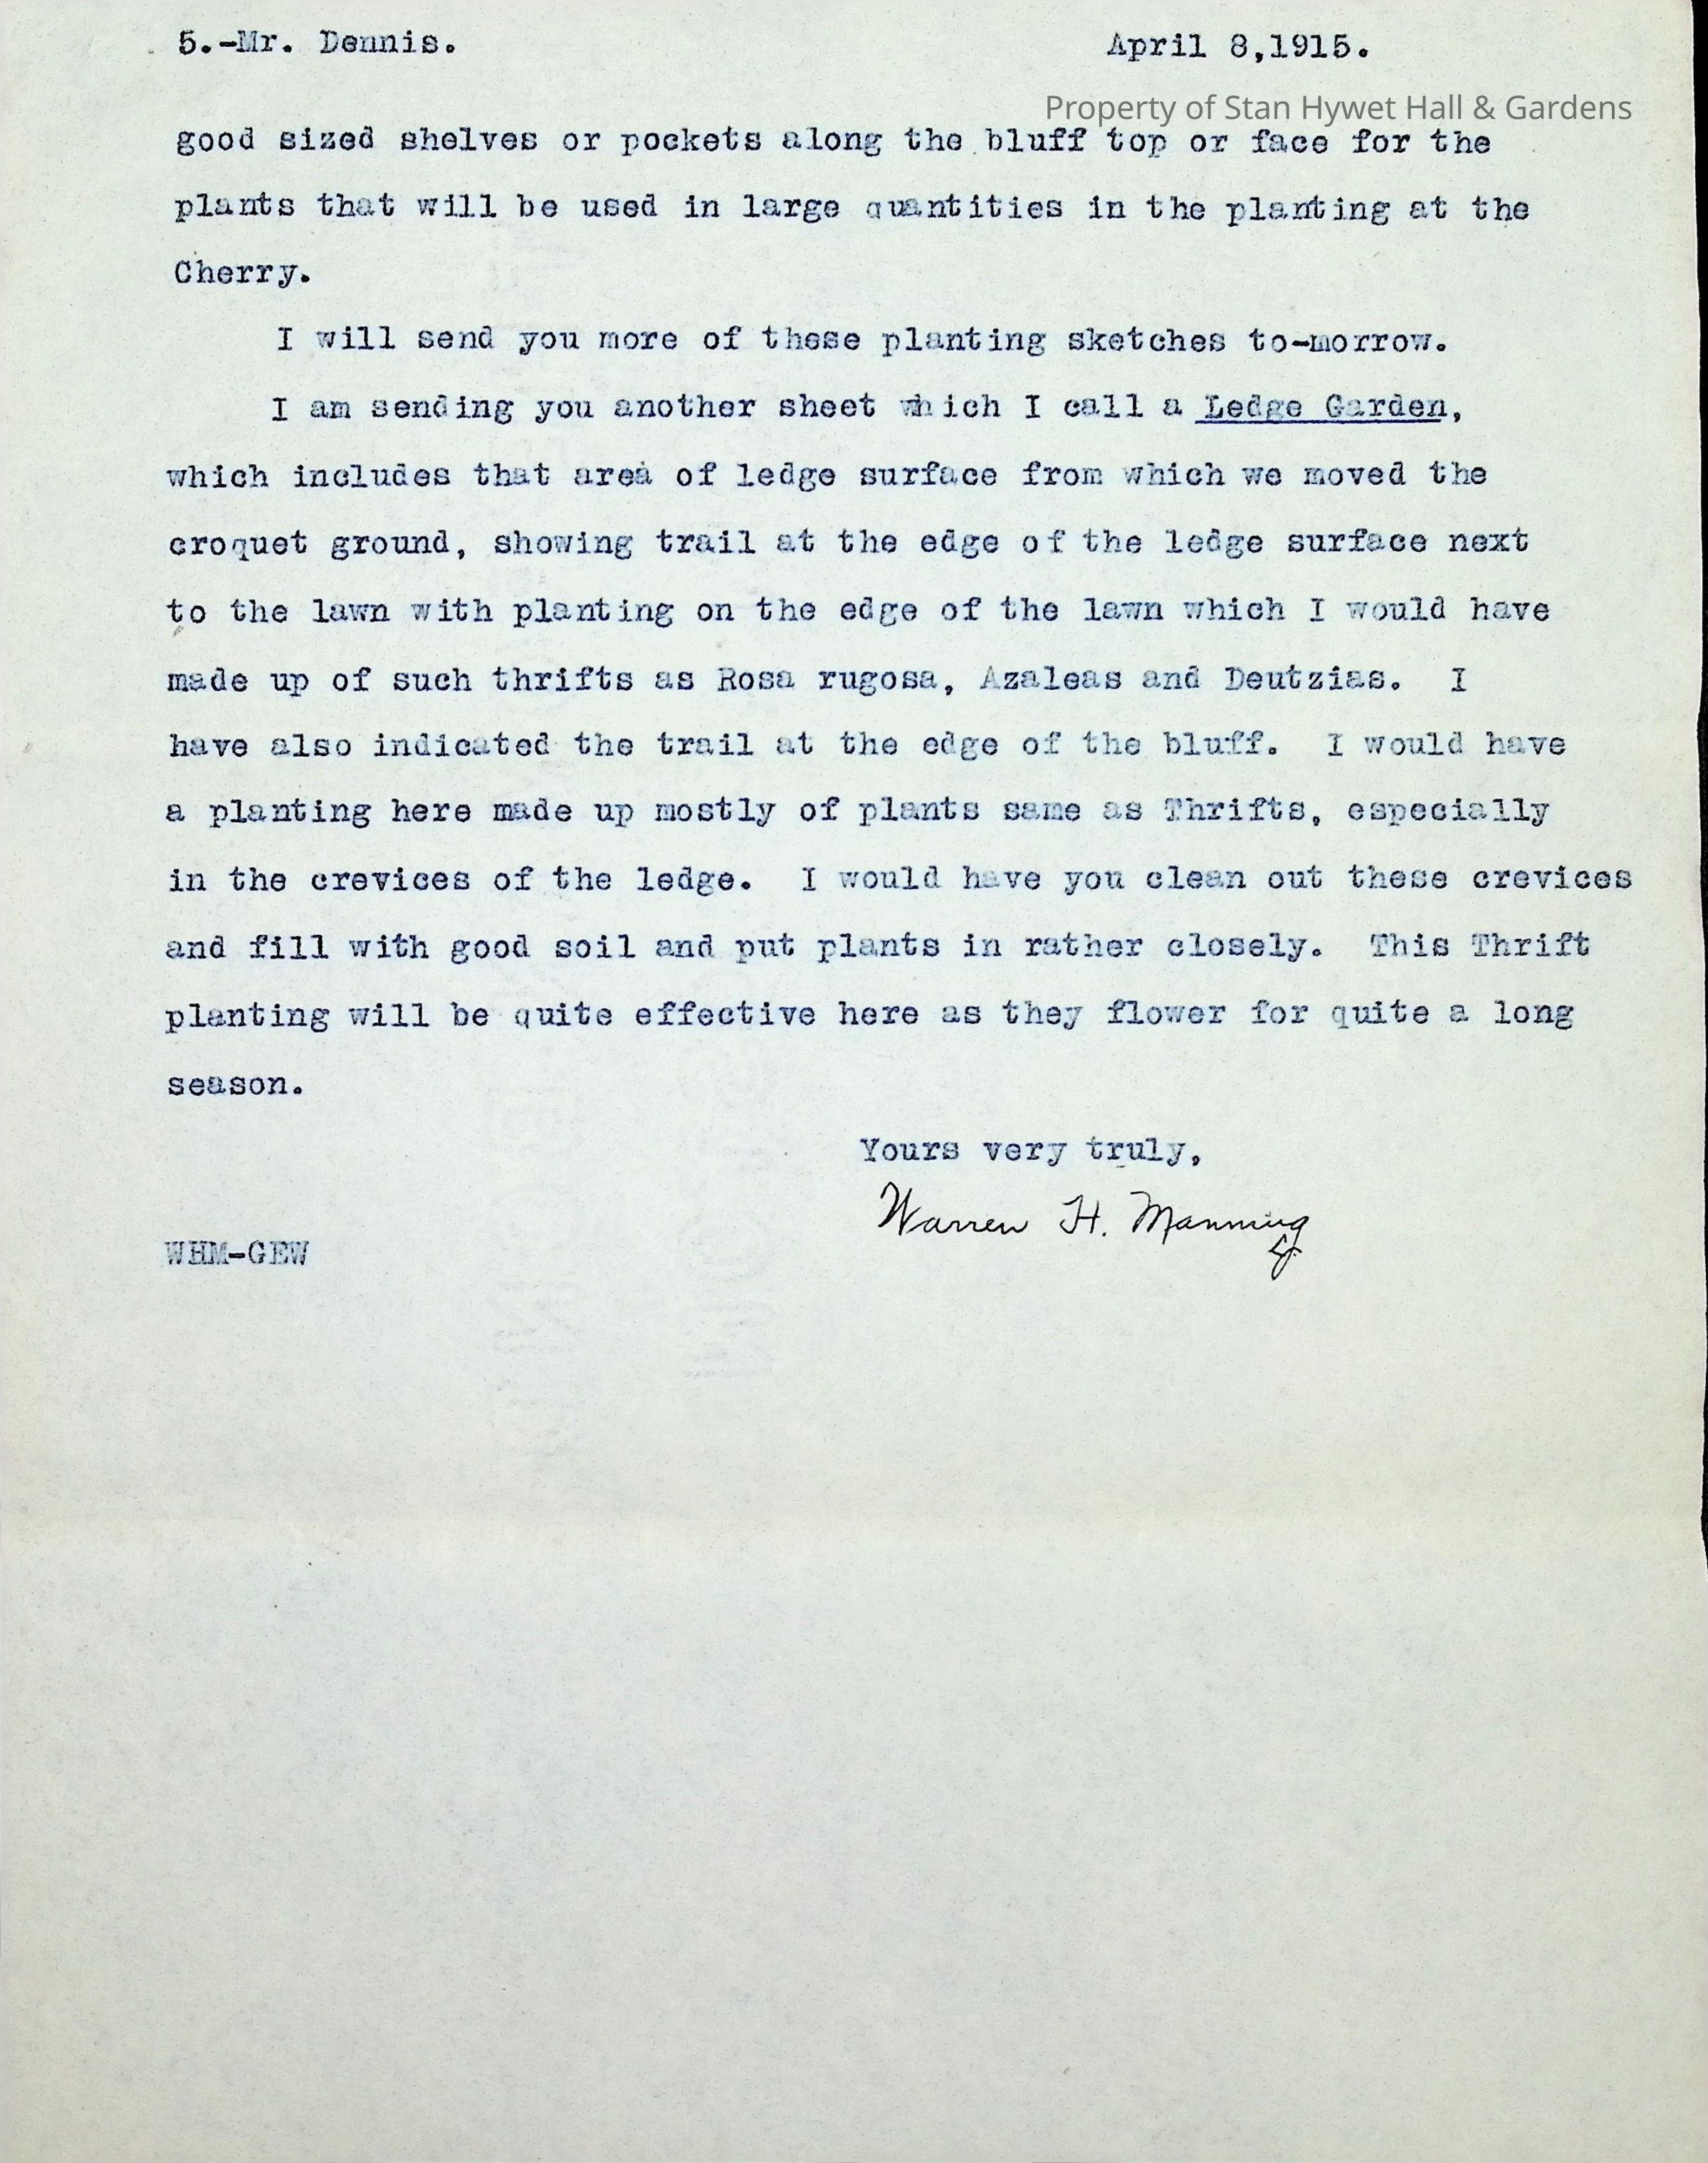 5.-Mr. Dennis. April 8,1915.
Property of Stan Hywet Hall & Gardens
good sized shelves or pockets along the bluff top or face for the
plants that will be used in large quantities in the planting at the
Cherry.
I will send you more of these planting sketches to-morrow.
I am sending you another sheet which I call a Ledge Garden,
which includes that area of ledge surface from which we moved the
croquet ground, showing trail at the edge of the ledge surface next
to the lawn with planting on the edge of the lawn which I would have
made up of such thrifts as Rosa rugosa, Azaleas and Deutzias. I
have also indicated the trail at the edge of the bluff. I would have
a planting here made up mostly of plants same as Thrifts, especially
in the crevices of the ledge. I would have you clean out these crevices
and fill with good soil and put plants in rather closely. This Thrift
planting will be quite effective here as they flower for quite a long
season.
Yours very truly,
Warren H. Manning
WHM-GEW